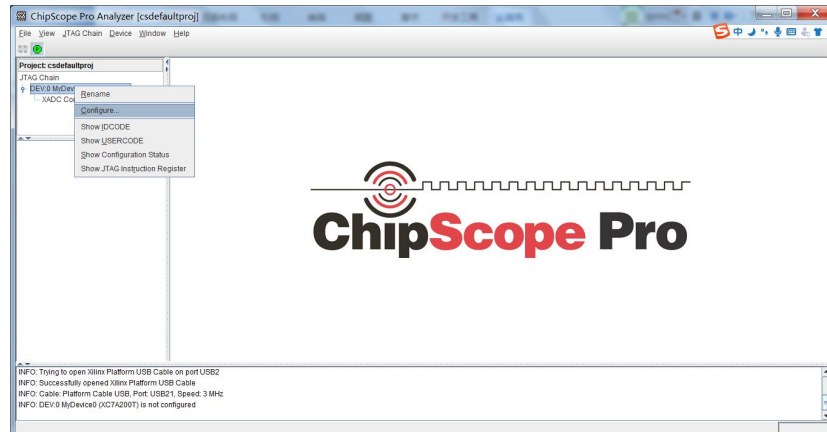 ChipScope Pro Analyzer [csdefaultproj]
File View JTAG Chain Device Window Help
中
Project: csdefaultproj
JTAG Chain
DEV:0 MyDev
XADC Co
Rename
Configure...
Show IDCODE
Show USERCODE
Show Configuration Status
Show JTAG Instruction Register
ChipScope Pro
INFO: Trying to open Xilinx Platform USB Cable on port USB2
INFO: Successfully opened Xilinx Platform USB Cable
INFO: Cable: Platform Cable USB, Port: USB21, Speed: 3 MHz
INFO: DEV:0 MyDevice0 (XC7A200T) is not configured